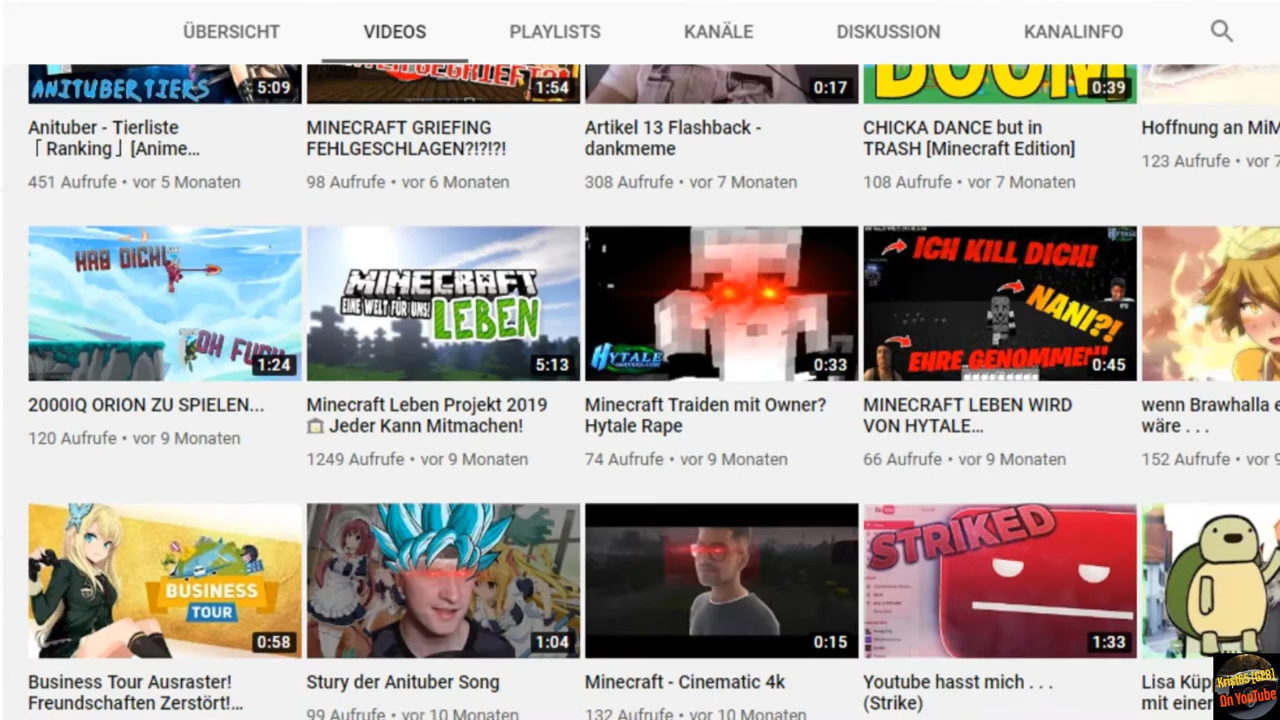 ÜBERSICHT VIDEOS PLAYLISTS KANÄLE DISKUSSION KANALINFO
ANITUBER TIERS 5:09
1:54
0:17
BOOM 0:39
Anituber - Tierliste
「 Ranking 」 [Anime...
451 Aufrufe • vor 5 Monaten
MINECRAFT GRIEFING
FEHLGESCHLAGEN?!?!?!
98 Aufrufe • vor 6 Monaten
Artikel 13 Flashback -
dankmeme
308 Aufrufe • vor 7 Monaten
CHICKA DANCE but in
TRASH [Minecraft Edition]
108 Aufrufe • vor 7 Monaten
Hoffnung an
123 Aufrufe • vor
HAB DICH!
OH
1:24
MINECRAFT
EINE WELT FÜR UNS!
LEBEN
5:13
HYTALE
0:33
HYTALE
ICH KILL DICH!
NANI?!
EHRE GENOMMEN!
0:45
2000IQ ORION ZU SPIELEN...
120 Aufrufe • vor 9 Monaten
Minecraft Leben Projekt 2019
Jeder Kann Mitmachen!
1249 Aufrufe • vor 9 Monaten
Minecraft Traiden mit Owner?
Hytale Rape
74 Aufrufe • vor 9 Monaten
MINECRAFT LEBEN WIRD
VON HYTALE...
66 Aufrufe • vor 9 Monaten
wenn Brawhalla
wäre . . .
152 Aufrufe • vor
BUSINESS
TOUR
0:58
1:04
0:15
STRIKED
1:33
Business Tour Ausraster!
Freundschaften Zerstört!...
Stury der Anituber Song
99 Aufrufe • vor 10 Monaten
Minecraft - Cinematic 4k
132 Aufrufe • vor 10 Monaten
Youtube hasst mich . . .
(Strike)
Lisa
mit
On YouTube